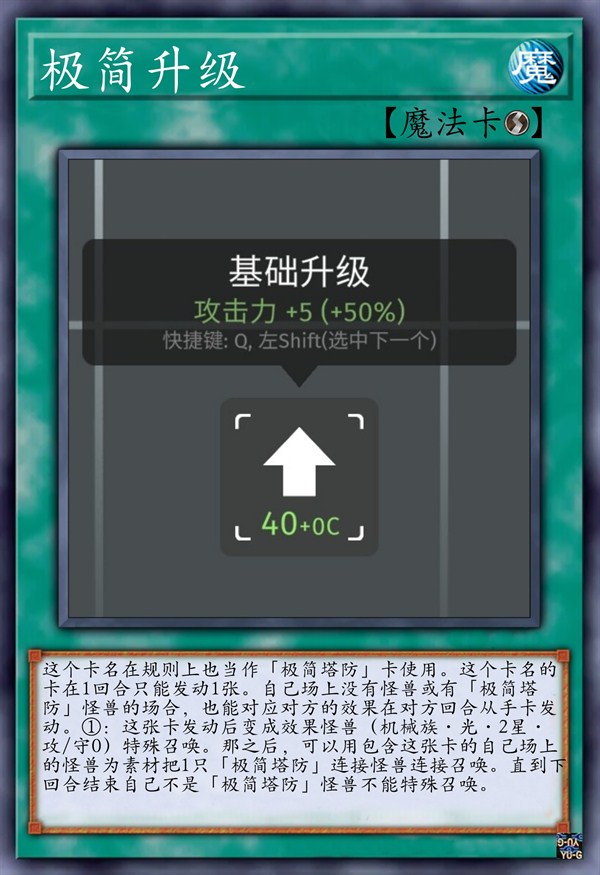 极简升级
魔
【魔法卡】
基础升级
攻击力 +5 (+50%)
快捷键: Q, 左Shift(选中下一个)
40+0C
这个卡名在规则上也当作「极简塔防」卡使用。这个卡名的
卡在1回合只能发动1张。自己场上没有怪兽或有「极简塔
防」怪兽的场合，也能对应对方的效果在对方回合从手卡发
动。①：这张卡发动后变成效果怪兽（机械族·光·2星·
攻/守0）特殊召唤。那之后，可以用包含这张卡的自己场上
的怪兽为素材把1只「极简塔防」连接怪兽连接召唤。直到下
回合结束自己不是「极简塔防」怪兽不能特殊召唤。
YU-G